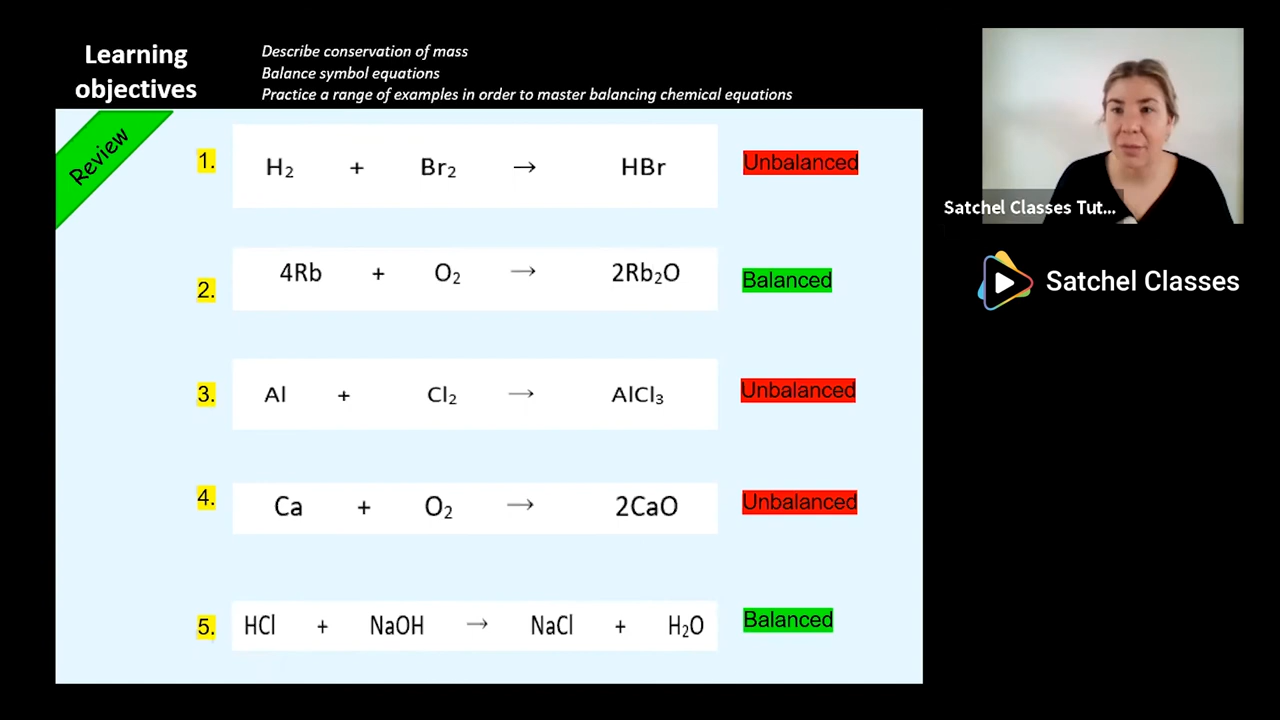 Learning
objectives
Describe conservation of mass
Balance symbol equations
Practice a range of examples in order to master balancing chemical equations
Review
1. H₂ + Br₂ → HBr Unbalanced
2. 4Rb + O₂ → 2Rb₂O Balanced
3. Al + Cl₂ → AlCl₃ Unbalanced
4. Ca + O₂ → 2CaO Unbalanced
5. HCl + NaOH → NaCl + H₂O Balanced
Satchel Classes Tut...
Satchel Classes